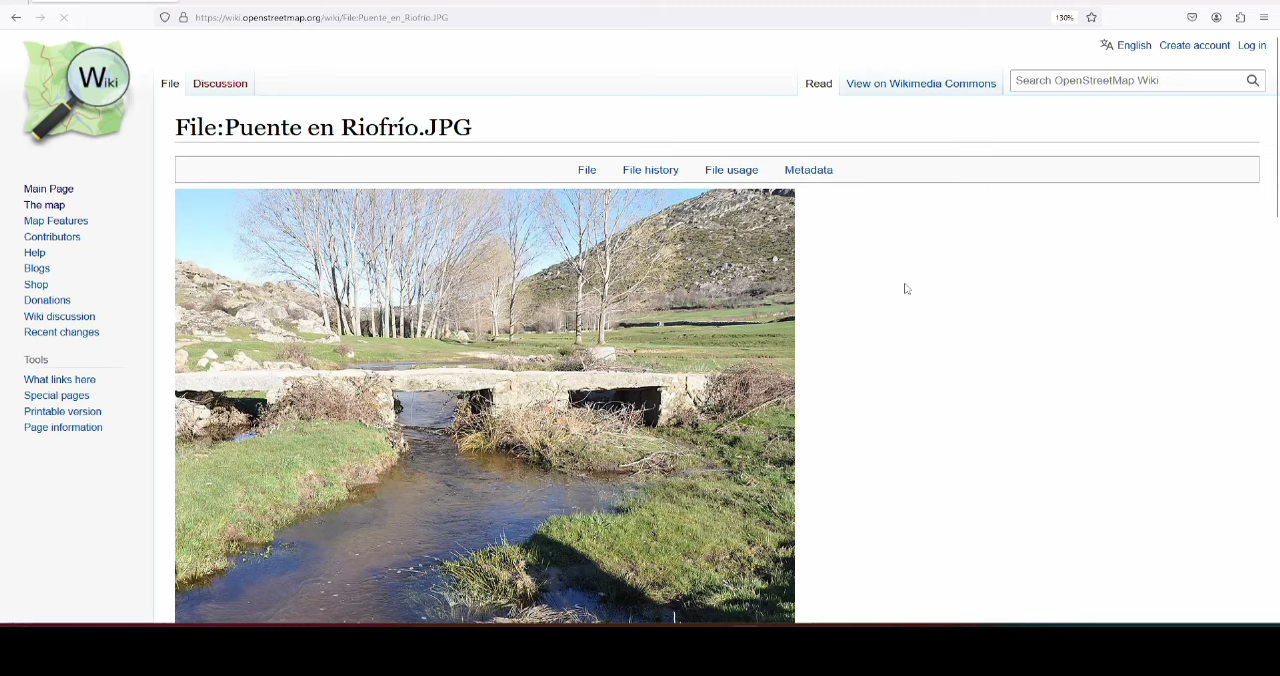 https://wiki.openstreetmap.org/wiki/File:Puente_en_Riofrío.JPG
130%
English Create account Log in
Wiki
File Discussion Read View on Wikimedia Commons Search OpenStreetMap Wiki
File:Puente en Riofrío.JPG
File File history File usage Metadata
Main Page
The map
Map Features
Contributors
Help
Blogs
Shop
Donations
Wiki discussion
Recent changes
Tools
What links here
Special pages
Printable version
Page information